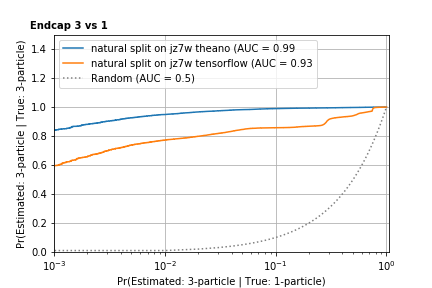 Endcap 3 vs 1
natural split on jz7w theano (AUC = 0.99
natural split on jz7w tensorflow (AUC = 0.93
Random (AUC = 0.5)
Pr(Estimated: 3-particle | True: 3-particle)
1.4
1.2
1.0
0.8
0.6
0.4
0.2
0.0
10⁻³ 10⁻² 10⁻¹ 10⁰
Pr(Estimated: 3-particle | True: 1-particle)